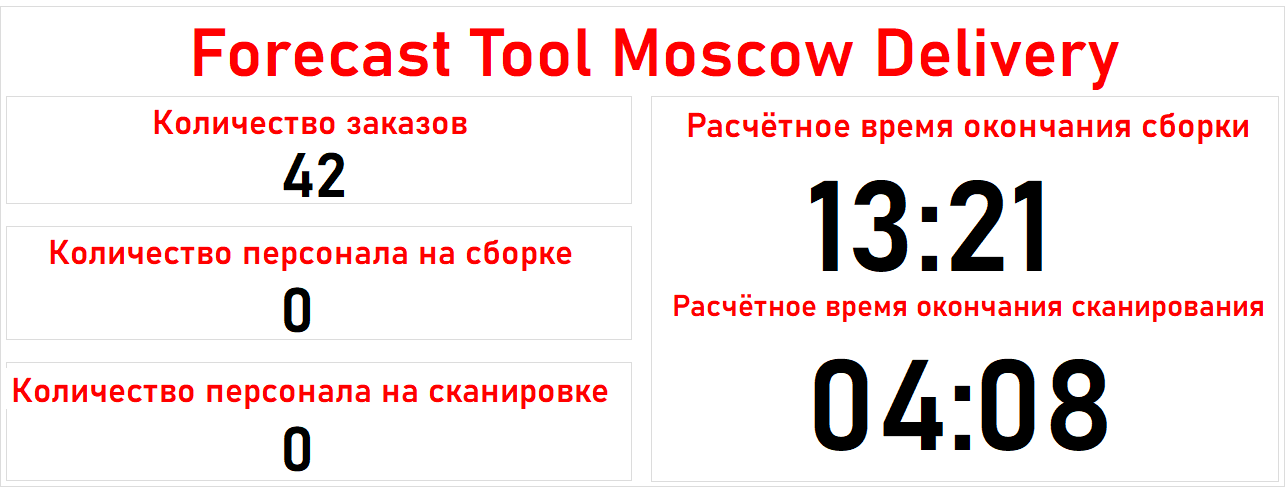 Forecast Tool Moscow Delivery
Количество заказов
42
Количество персонала на сборке
0
Количество персонала на сканировке
0
Расчётное время окончания сборки
13:21
Расчётное время окончания сканирования
04:08